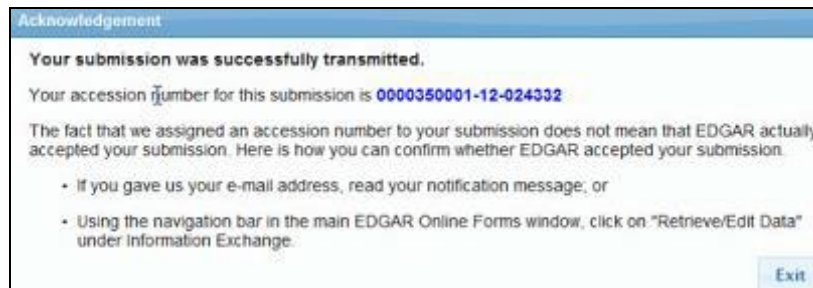 Acknowledgement
Your submission was successfully transmitted.
Your accession number for this submission is 0000350001-12-024332
The fact that we assigned an accession number to your submission does not mean that EDGAR actually
accepted your submission. Here is how you can confirm whether EDGAR accepted your submission.
• If you gave us your e-mail address, read your notification message; or
• Using the navigation bar in the main EDGAR Online Forms window, click on "Retrieve/Edit Data"
under Information Exchange.
Exit